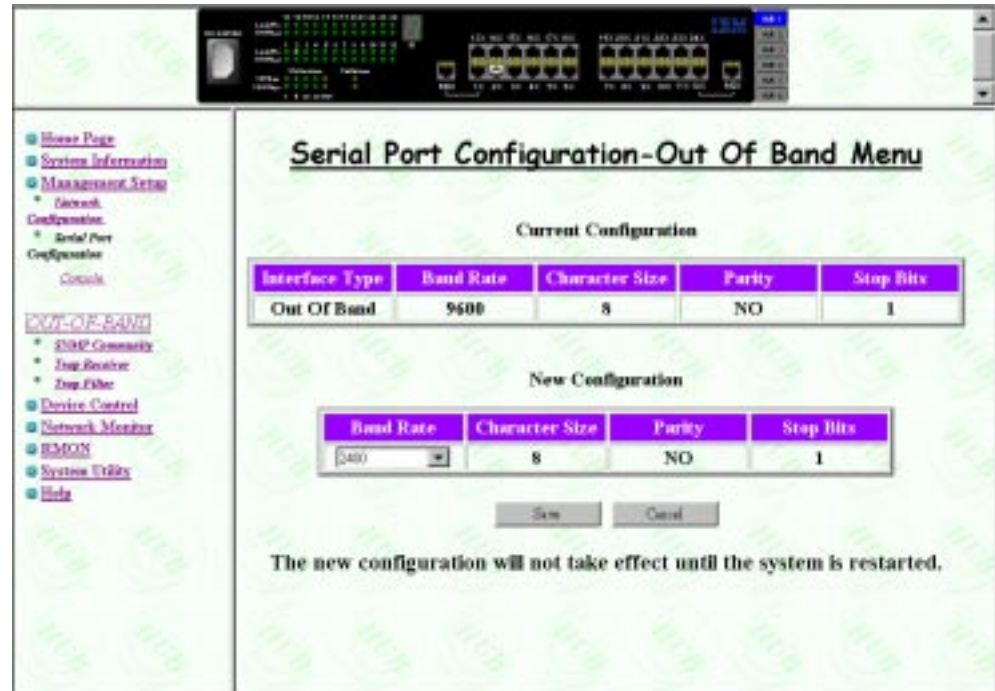 Home Page
System Information
Management Setup
Network
Configuration
Serial Port
Configuration
Console
OUT-OF-BAND
SNMP Community
Trap Receiver
Trap Filter
Device Control
Network Monitor
RMON
System Utility
Help
Serial Port Configuration-Out Of Band Menu
Current Configuration
Interface Type Baud Rate Character Size Parity Stop Bits
Out Of Band 9600 8 NO 1
New Configuration
Baud Rate Character Size Parity Stop Bits
2400 8 NO 1
Save Cancel
The new configuration will not take effect until the system is restarted.